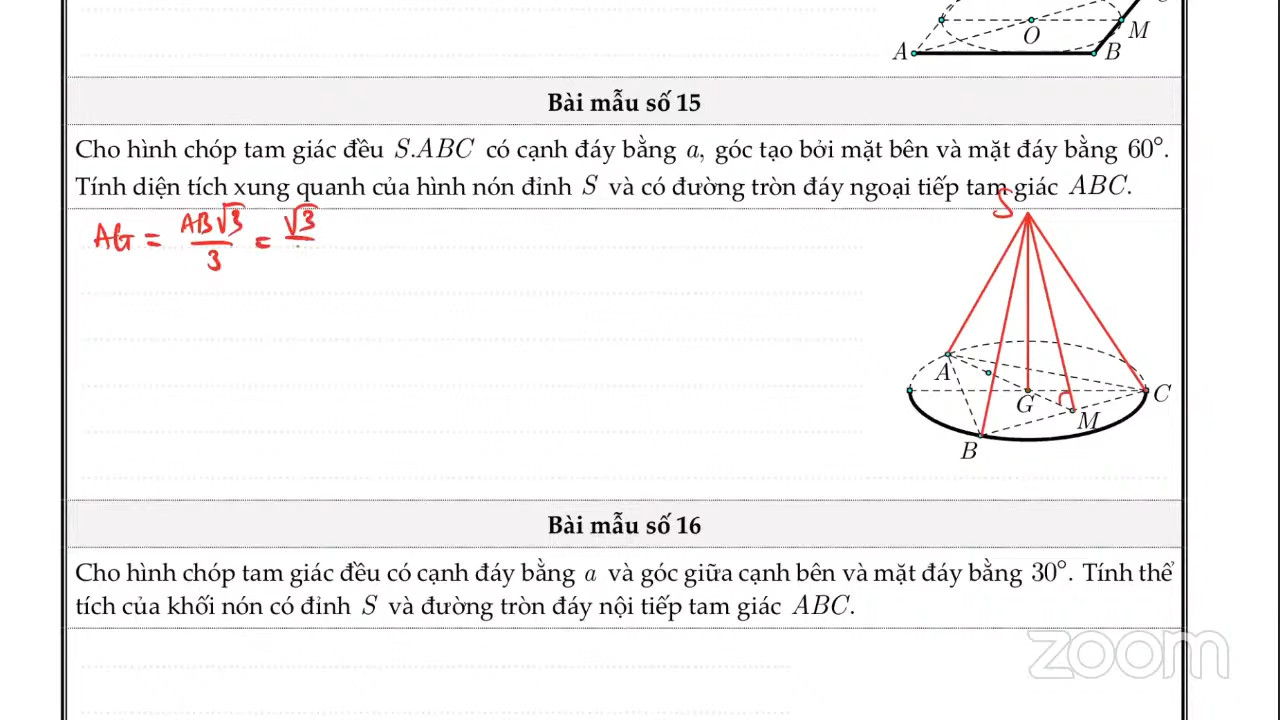 O
M
A
B
Bài mẫu số 15
Cho hình chóp tam giác đều S.ABC có cạnh đáy bằng a, góc tạo bởi mặt bên và mặt đáy bằng 60°.
Tính diện tích xung quanh của hình nón đỉnh S và có đường tròn đáy ngoại tiếp tam giác ABC.
AG = AB√3/3 = √3
S
A
G
C
M
B
Bài mẫu số 16
Cho hình chóp tam giác đều có cạnh đáy bằng a và góc giữa cạnh bên và mặt đáy bằng 30°. Tính thể
tích của khối nón có đỉnh S và đường tròn đáy nội tiếp tam giác ABC.
zoom